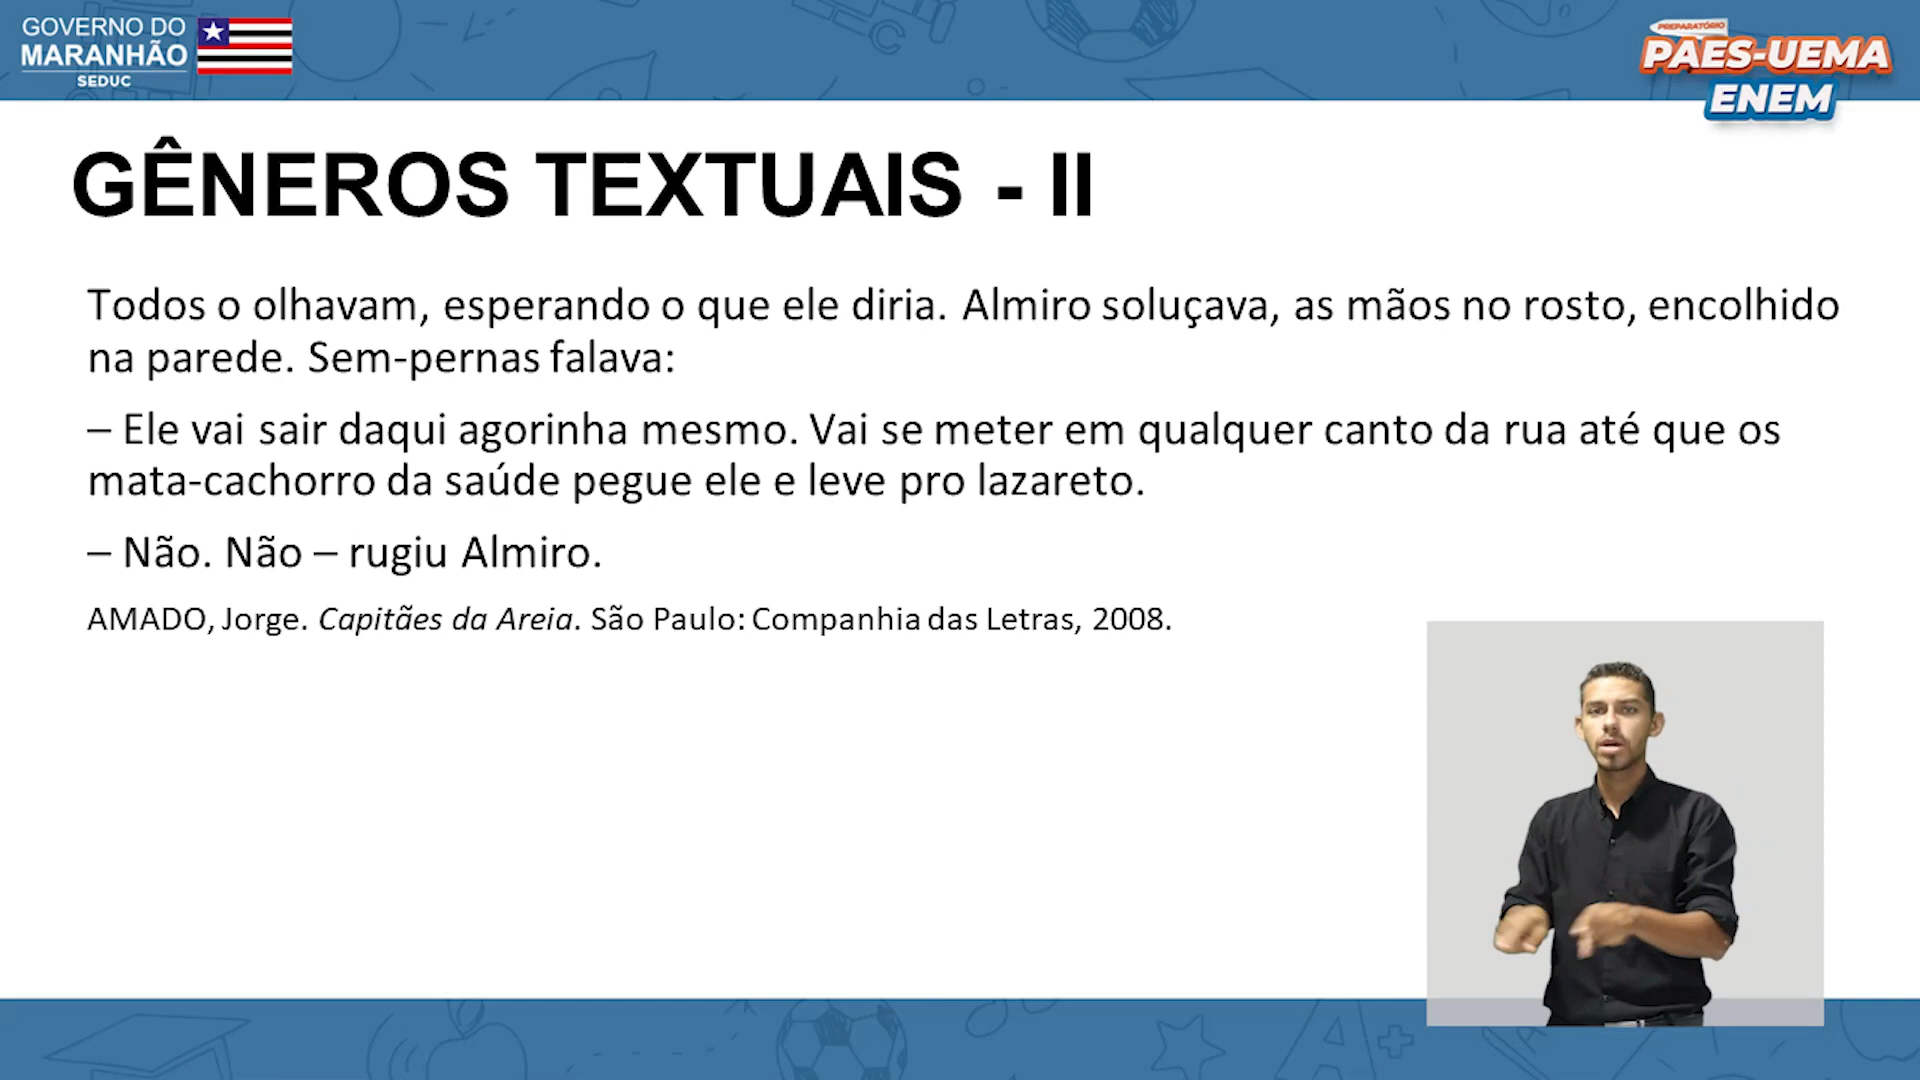 GOVERNO DO
MARANHÃO
SEDUC
PREPARATÓRIO
PAES-UEMA
ENEM
GÊNEROS TEXTUAIS - II
Todos o olhavam, esperando o que ele diria. Almiro soluçava, as mãos no rosto, encolhido
na parede. Sem-pernas falava:
– Ele vai sair daqui agorinha mesmo. Vai se meter em qualquer canto da rua até que os
mata-cachorro da saúde pegue ele e leve pro lazareto.
– Não. Não – rugiu Almiro.
AMADO, Jorge. Capitães da Areia. São Paulo: Companhia das Letras, 2008.